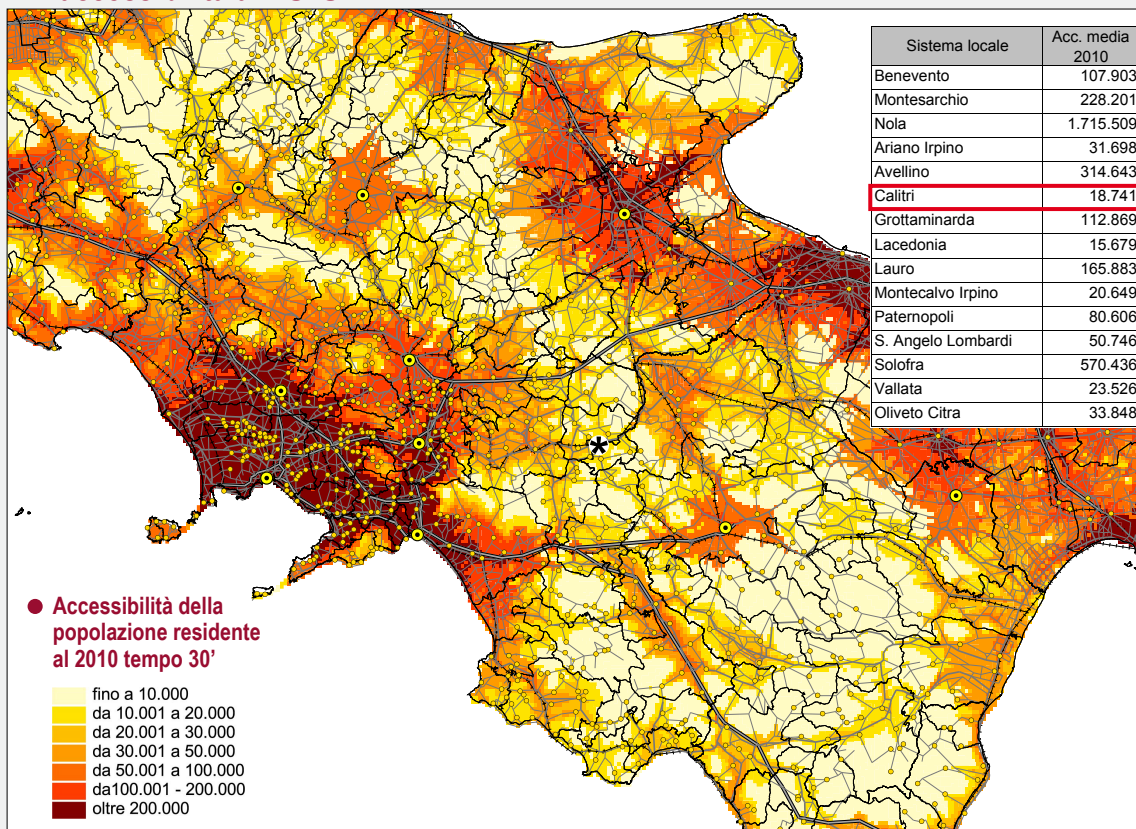 Sistema locale Acc. media 2010
Benevento 107.903
Montesarchio 228.201
Nola 1.715.509
Ariano Irpino 31.698
Avellino 314.643
Calitri 18.741
Grottaminarda 112.869
Lacedonia 15.679
Lauro 165.883
Montecalvo Irpino 20.649
Paternopoli 80.606
S. Angelo Lombardi 50.746
Solofra 570.436
Vallata 23.526
Oliveto Citra 33.848
*
Accessibilità della
popolazione residente
al 2010 tempo 30’
fino a 10.000
da 10.001 a 20.000
da 20.001 a 30.000
da 30.001 a 50.000
da 50.001 a 100.000
da100.001 - 200.000
oltre 200.000